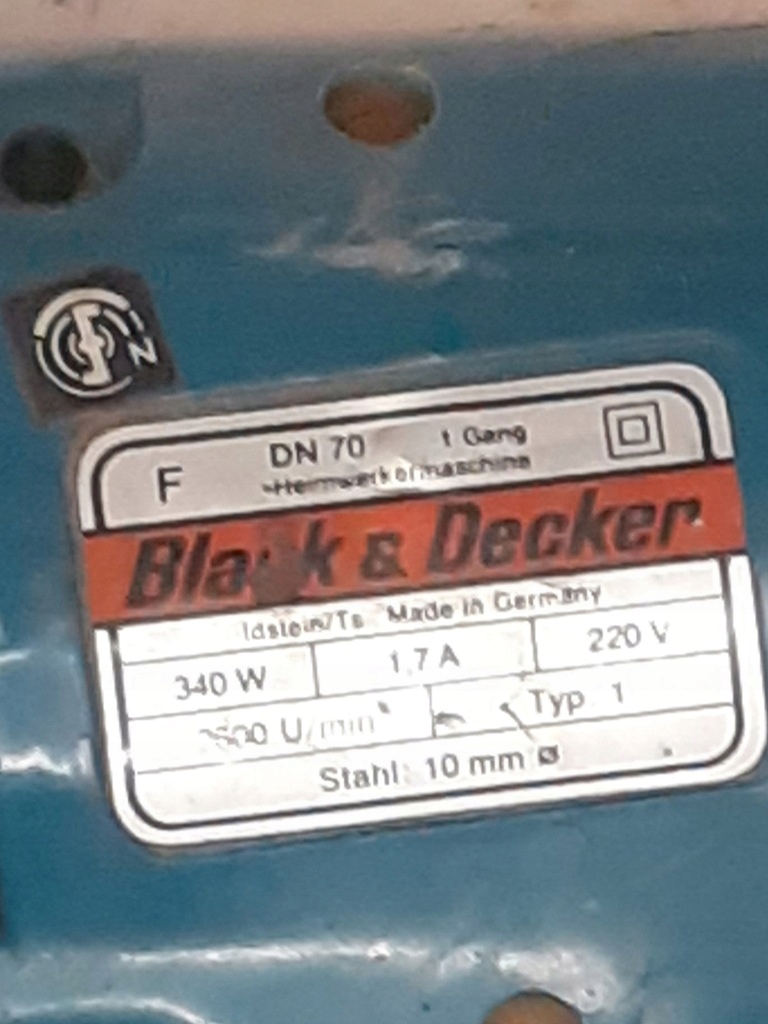 N
DN 70 1 Gang
F -Heimwerkermaschine
Black & Decker
Idstein/Ts Made in Germany
340 W 1,7 A 220 V
U/min Typ 1
Stahl: 10 mm ø